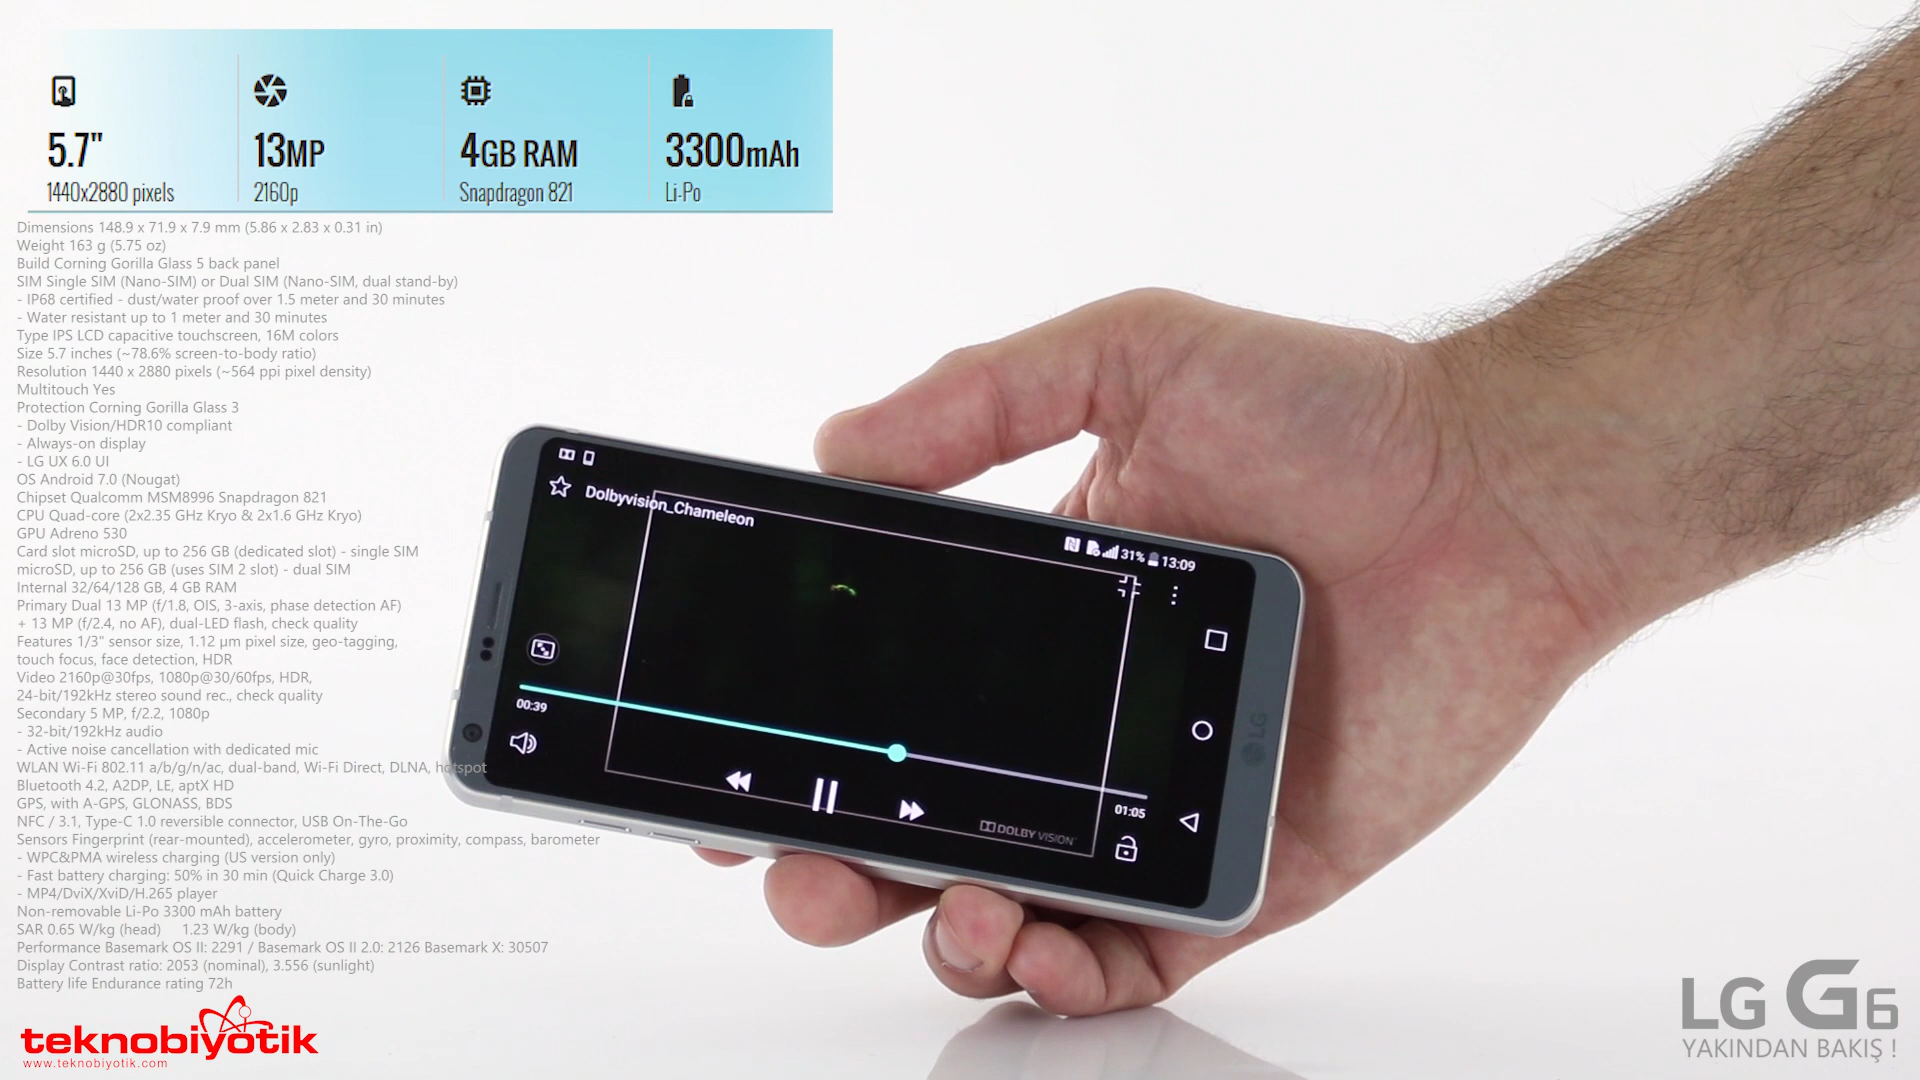 5.7"
1440x2880 pixels
13MP
2160p
4GB RAM
Snapdragon 821
3300mAh
Li-Po
Dimensions 148.9 x 71.9 x 7.9 mm (5.86 x 2.83 x 0.31 in)
Weight 163 g (5.75 oz)
Build Corning Gorilla Glass 5 back panel
SIM Single SIM (Nano-SIM) or Dual SIM (Nano-SIM, dual stand-by)
- IP68 certified - dust/water proof over 1.5 meter and 30 minutes
- Water resistant up to 1 meter and 30 minutes
Type IPS LCD capacitive touchscreen, 16M colors
Size 5.7 inches (~78.6% screen-to-body ratio)
Resolution 1440 x 2880 pixels (~564 ppi pixel density)
Multitouch Yes
Protection Corning Gorilla Glass 3
- Dolby Vision/HDR10 compliant
- Always-on display
- LG UX 6.0 UI
OS Android 7.0 (Nougat)
Chipset Qualcomm MSM8996 Snapdragon 821
CPU Quad-core (2x2.35 GHz Kryo & 2x1.6 GHz Kryo)
GPU Adreno 530
Card slot microSD, up to 256 GB (dedicated slot) - single SIM
microSD, up to 256 GB (uses SIM 2 slot) - dual SIM
Internal 32/64/128 GB, 4 GB RAM
Primary Dual 13 MP (f/1.8, OIS, 3-axis, phase detection AF)
+ 13 MP (f/2.4, no AF), dual-LED flash, check quality
Features 1/3" sensor size, 1.12 µm pixel size, geo-tagging,
touch focus, face detection, HDR
Video 2160p@30fps, 1080p@30/60fps, HDR,
24-bit/192kHz stereo sound rec., check quality
Secondary 5 MP, f/2.2, 1080p
- 32-bit/192kHz audio
- Active noise cancellation with dedicated mic
WLAN Wi-Fi 802.11 a/b/g/n/ac, dual-band, Wi-Fi Direct, DLNA, hotspot
Bluetooth 4.2, A2DP, LE, aptX HD
GPS, with A-GPS, GLONASS, BDS
NFC / 3.1, Type-C 1.0 reversible connector, USB On-The-Go
Sensors Fingerprint (rear-mounted), accelerometer, gyro, proximity, compass, barometer
- WPC&PMA wireless charging (US version only)
- Fast battery charging: 50% in 30 min (Quick Charge 3.0)
- MP4/DviX/XviD/H.265 player
Non-removable Li-Po 3300 mAh battery
SAR 0.65 W/kg (head) 1.23 W/kg (body)
Performance Basemark OS II: 2291 / Basemark OS II 2.0: 2126 Basemark X: 30507
Display Contrast ratio: 2053 (nominal), 3.556 (sunlight)
Battery life Endurance rating 72h
teknobiyotik
www.teknobiyotik.com
Dolbyvision_Chameleon
31% 13:09
00:39
01:05
DOLBY VISION
LG
LG G6
YAKINDAN BAKIŞ !